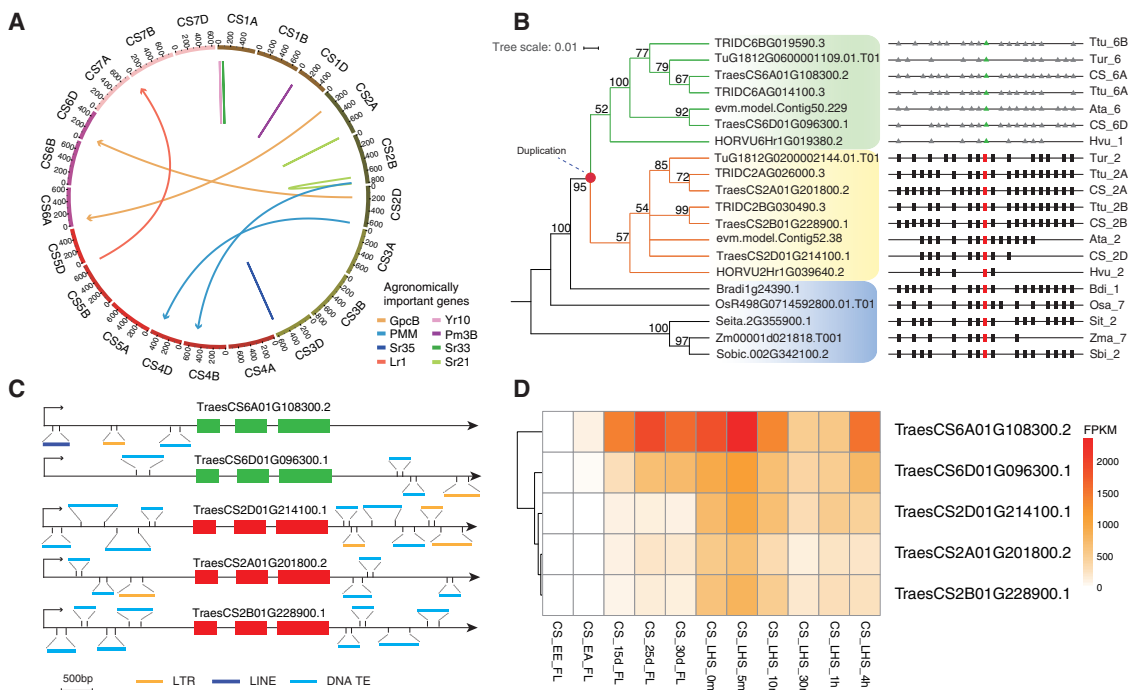 A
CS1A
CS1B
CS1D
CS2A
CS2B
CS2D
CS3A
CS3B
CS3D
CS4A
CS4B
CS4D
CS5A
CS5B
CS5D
CS6A
CS6B
CS6D
CS7A
CS7B
CS7D
Agronomically
important genes
GpcB
PMM
Sr35
Lr1
Yr10
Pm3B
Sr33
Sr21
B
Tree scale: 0.01
Duplication
77
79
67
100
52
92
95
85
72
54
99
57
100
100
97
TRIDC6BG019590.3
TuG1812G0600001109.01.T01
TraesCS6A01G108300.2
TRIDC6AG014100.3
evm.model.Contig50.229
TraesCS6D01G096300.1
HORVU6Hr1G019380.2
TuG1812G0200002144.01.T01
TRIDC2AG026000.3
TraesCS2A01G201800.2
TRIDC2BG030490.3
TraesCS2B01G228900.1
evm.model.Contig52.38
TraesCS2D01G214100.1
HORVU2Hr1G039640.2
Bradi1g24390.1
OsR498G0714592800.01.T01
Seita.2G355900.1
Zm00001d021818.T001
Sobic.002G342100.2
Ttu_6B
Tur_6
CS_6A
Ttu_6A
Ata_6
CS_6D
Hvu_1
Tur_2
Ttu_2A
CS_2A
Ttu_2B
CS_2B
Ata_2
CS_2D
Hvu_2
Bdi_1
Osa_7
Sit_2
Zma_7
Sbi_2
C
TraesCS6A01G108300.2
TraesCS6D01G096300.1
TraesCS2D01G214100.1
TraesCS2A01G201800.2
TraesCS2B01G228900.1
500bp
LTR
LINE
DNA TE
D
TraesCS6A01G108300.2
TraesCS6D01G096300.1
TraesCS2D01G214100.1
TraesCS2A01G201800.2
TraesCS2B01G228900.1
FPKM
2000
1500
1000
500
0
CS_EE_FL
CS_EA_FL
CS_15d_FL
CS_25d_FL
CS_30d_FL
CS_LHS_0m
CS_LHS_5m
CS_LHS_10
CS_LHS_30
CS_LHS_1h
CS_LHS_4h